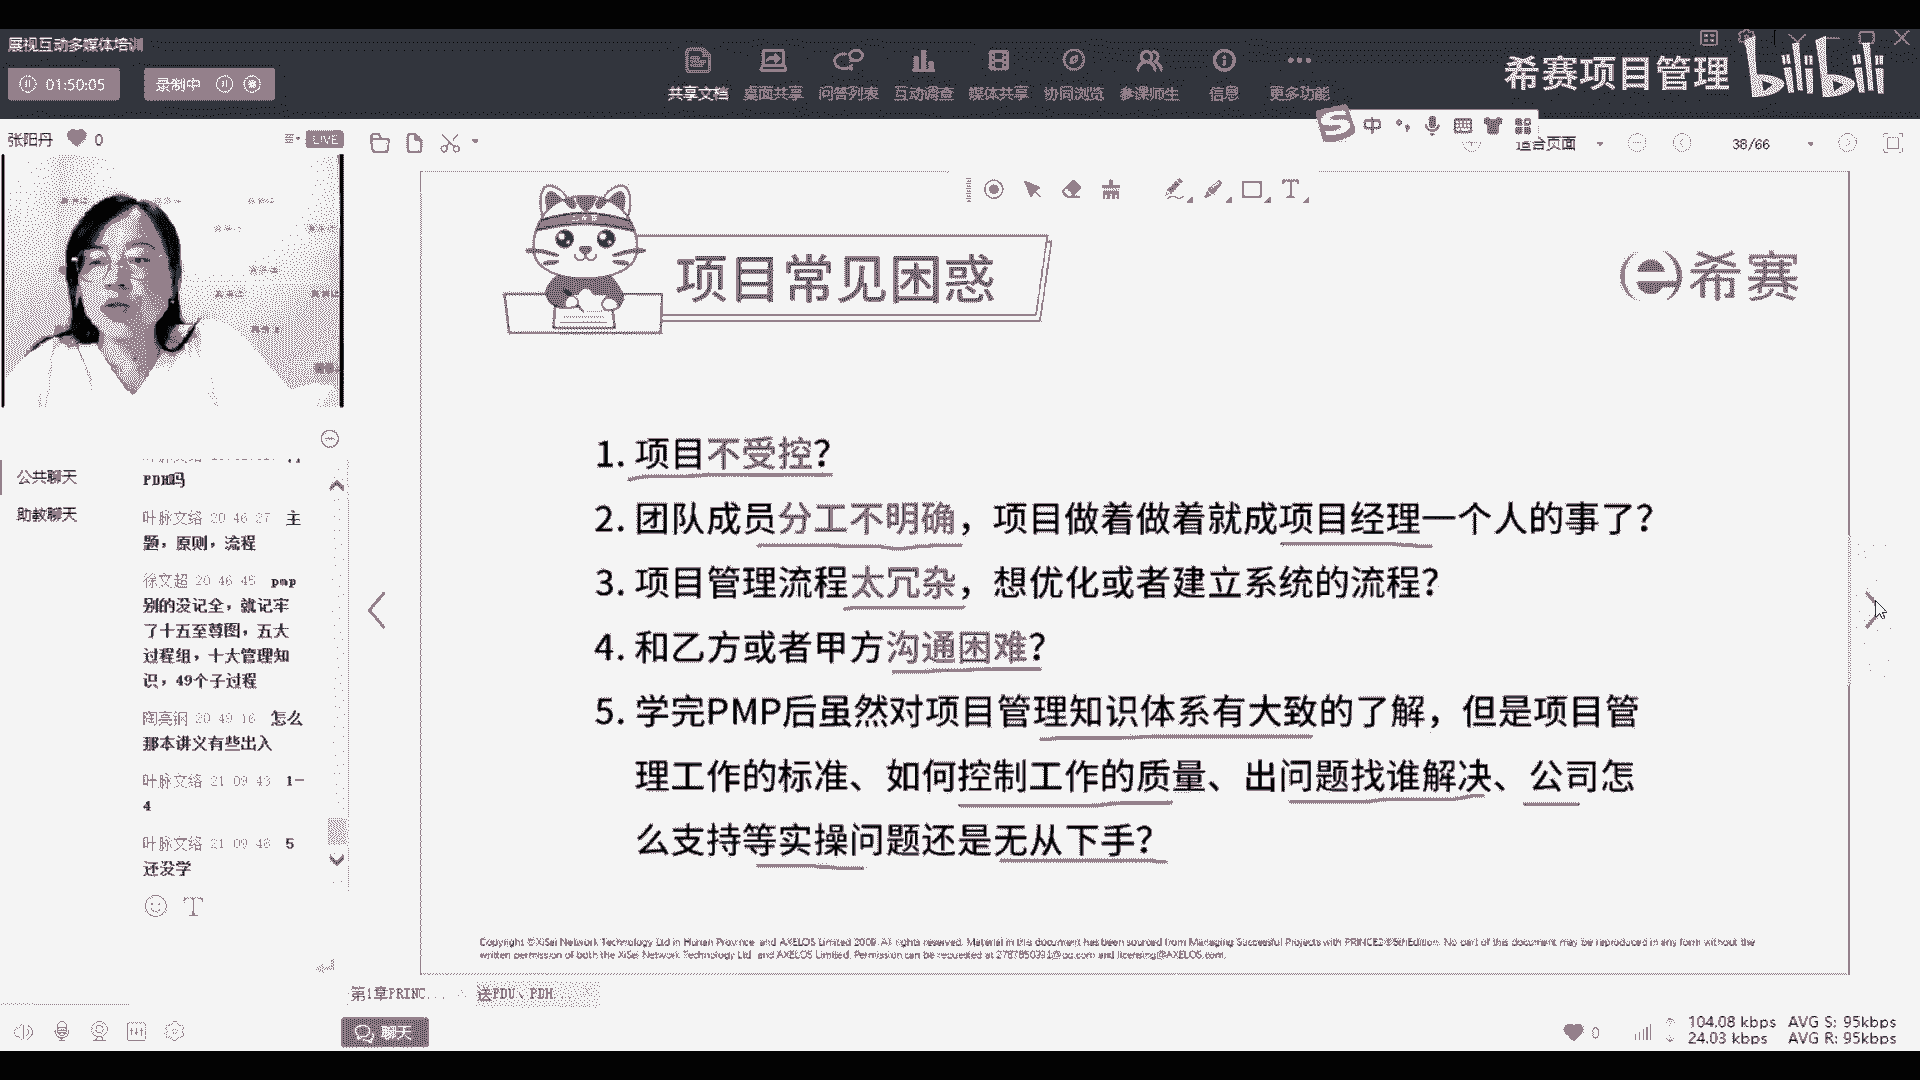 展视互动多媒体培训
01:50:05
录制中
共享文档 桌面共享 问答列表 互动调查 媒体共享 协同浏览 参课师生 信息 更多功能
希赛项目管理 bilibili
张阳丹 0
LIVE
中
适合页面
38/66
项目常见困惑
希赛
1. 项目不受控?
2. 团队成员分工不明确，项目做着做着就成项目经理一个人的事了?
3. 项目管理流程太冗杂，想优化或者建立系统的流程?
4. 和乙方或者甲方沟通困难?
5. 学完PMP后虽然对项目管理知识体系有大致的了解，但是项目管
理工作的标准、如何控制工作的质量、出问题找谁解决、公司怎
么支持等实操问题还是无从下手?
公共聊天
助教聊天
PDH吗
叶脉文络 20 46 27 主
题，原则，流程
徐文超 20 46 45 pmp
别的没记全，就记牢
了十五至尊图，五大
过程组，十大管理知
识，49个子过程
陶亮钢 20 49 16 怎么
那本讲义有些出入
叶脉文络 21 09 43 1-
4
叶脉文络 21 09 48 5
还没学
Copyright ©XiSai Network Technology Ltd in Hunan Province and AXELOS Limited 2009. All rights reserved. Material in this document has been sourced from Managing Successful Projects with PRINCE2®6thEdition. No part of this document may be reproduced in any form without the
written permission of both the XiSai Network Technology Ltd. and AXELOS Limited. Permission can be requested at
第1章PRINC... 送PDU、PDH...
聊天
0
104.08 kbps AVG S: 95kbps
24.03 kbps AVG R: 95kbps